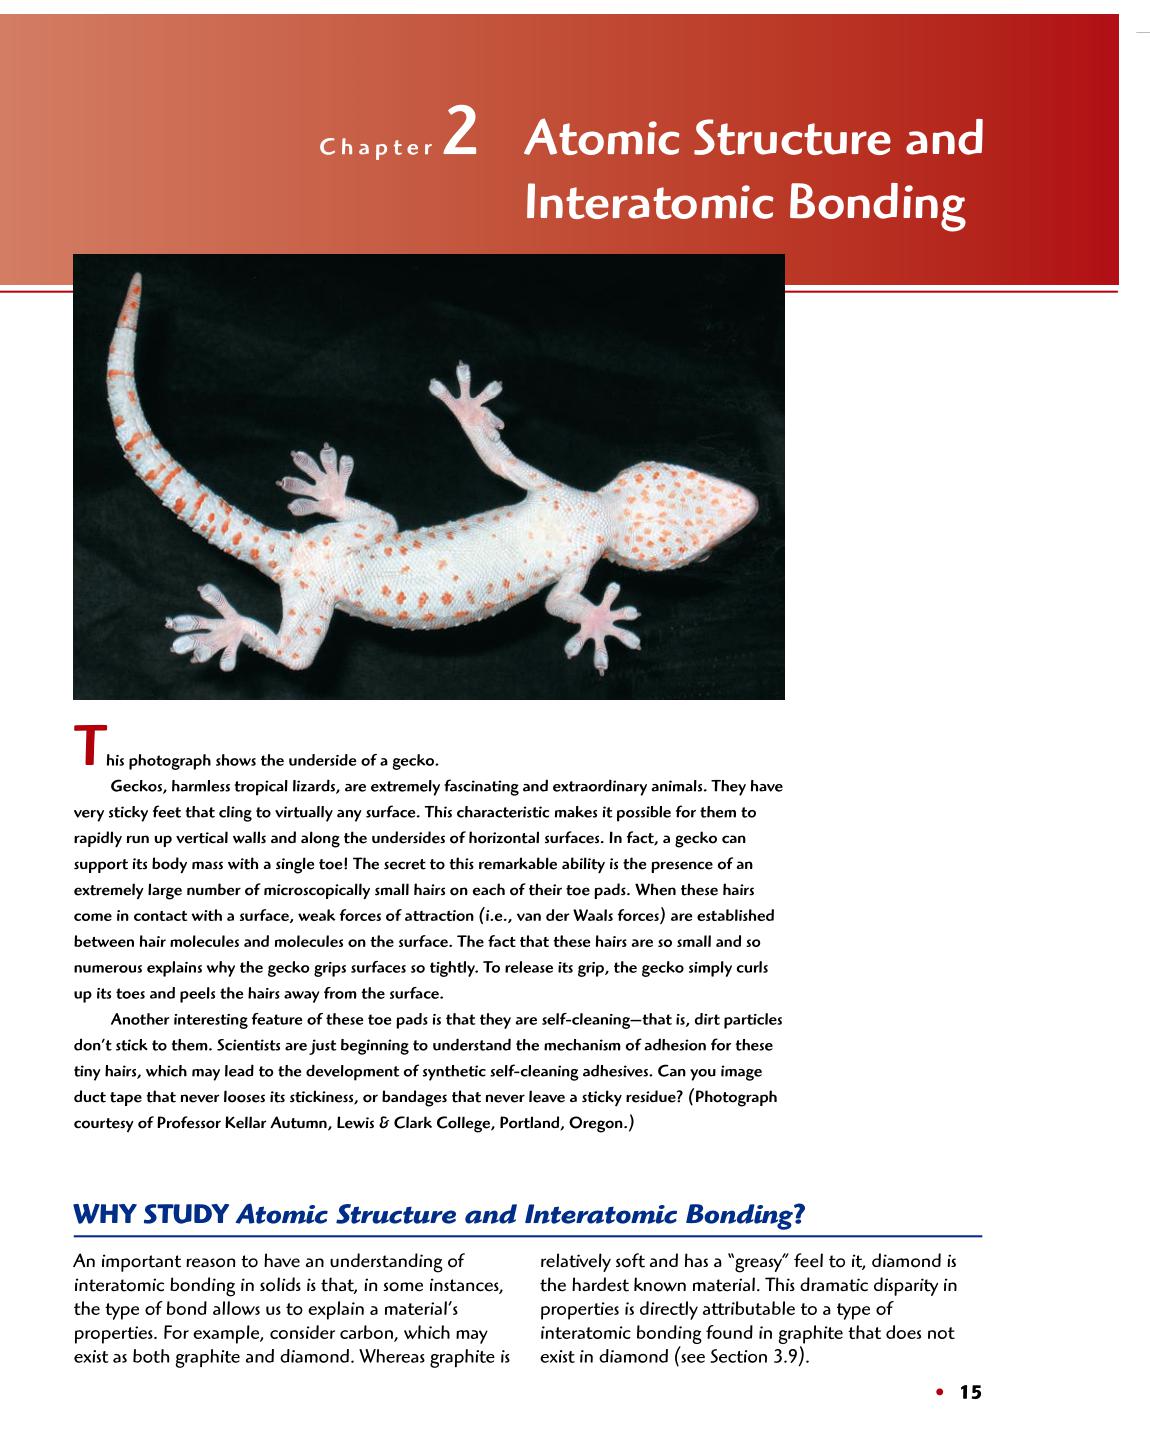 Chapter 2 Atomic Structure and
Interatomic Bonding
This photograph shows the underside of a gecko.
Geckos, harmless tropical lizards, are extremely fascinating and extraordinary animals. They have
very sticky feet that cling to virtually any surface. This characteristic makes it possible for them to
rapidly run up vertical walls and along the undersides of horizontal surfaces. In fact, a gecko can
support its body mass with a single toe! The secret to this remarkable ability is the presence of an
extremely large number of microscopically small hairs on each of their toe pads. When these hairs
come in contact with a surface, weak forces of attraction (i.e., van der Waals forces) are established
between hair molecules and molecules on the surface. The fact that these hairs are so small and so
numerous explains why the gecko grips surfaces so tightly. To release its grip, the gecko simply curls
up its toes and peels the hairs away from the surface.
Another interesting feature of these toe pads is that they are self-cleaning—that is, dirt particles
don't stick to them. Scientists are just beginning to understand the mechanism of adhesion for these
tiny hairs, which may lead to the development of synthetic self-cleaning adhesives. Can you image
duct tape that never looses its stickiness, or bandages that never leave a sticky residue? (Photograph
courtesy of Professor Kellar Autumn, Lewis & Clark College, Portland, Oregon.)
WHY STUDY Atomic Structure and Interatomic Bonding?
An important reason to have an understanding of
interatomic bonding in solids is that, in some instances,
the type of bond allows us to explain a material's
properties. For example, consider carbon, which may
exist as both graphite and diamond. Whereas graphite is
relatively soft and has a "greasy" feel to it, diamond is
the hardest known material. This dramatic disparity in
properties is directly attributable to a type of
interatomic bonding found in graphite that does not
exist in diamond (see Section 3.9).
• 15